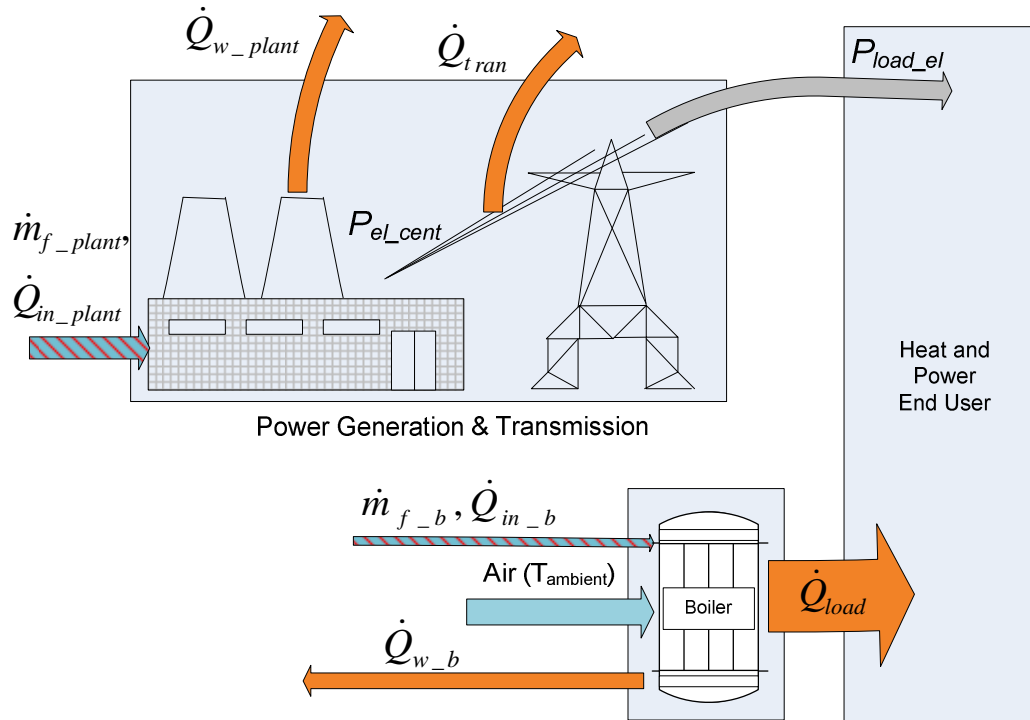 Q̇w_plant
Q̇t ran
Pload_el
ṁf_plant,
Pel_cent
Q̇in_plant
Heat and
Power
End User
Power Generation & Transmission
ṁf_b, Q̇in_b
Air (Tambient)
Boiler
Q̇load
Q̇w_b